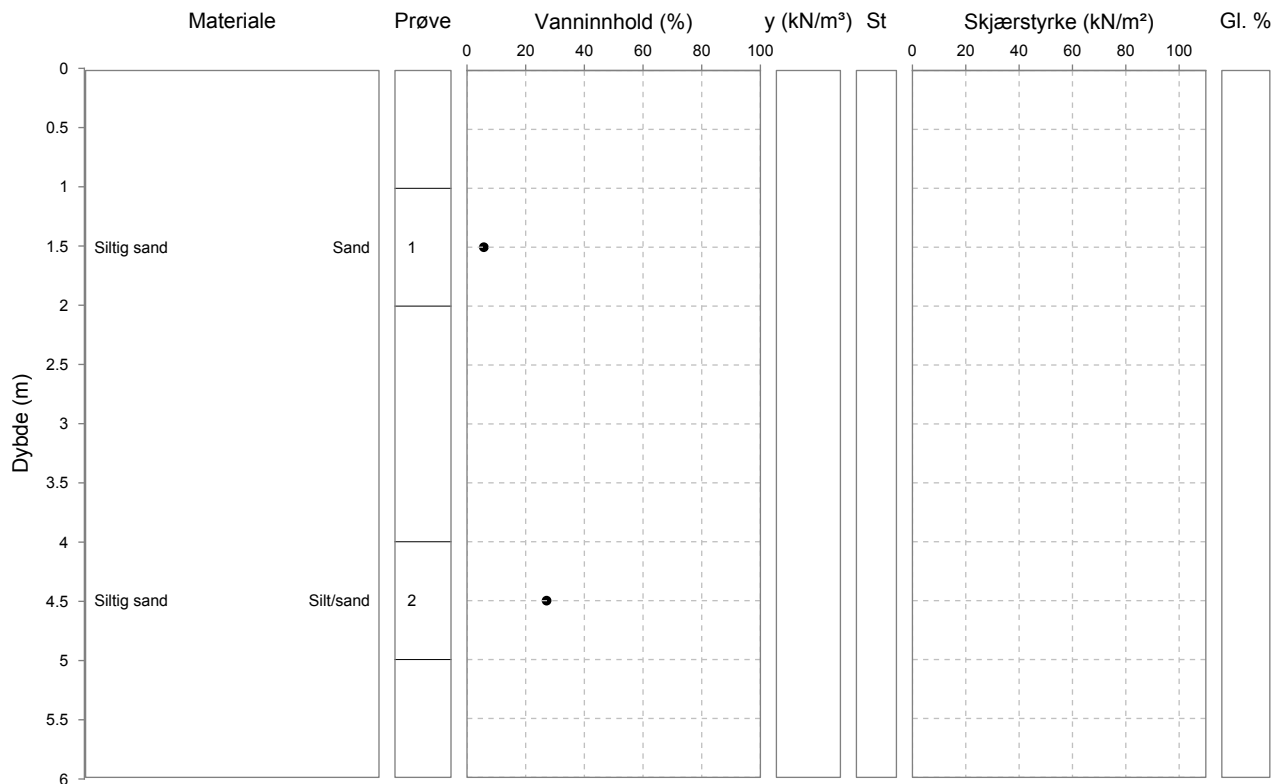 Materiale Prøve Vanninnhold (%) y (kN/m³) St Skjærstyrke (kN/m²) Gl. %
0 20 40 60 80 100 0 20 40 60 80 100
0
0.5
1
1.5 Siltig sand Sand 1
2
2.5
3
3.5
4
4.5 Siltig sand Silt/sand 2
5
5.5
6
Dybde (m)